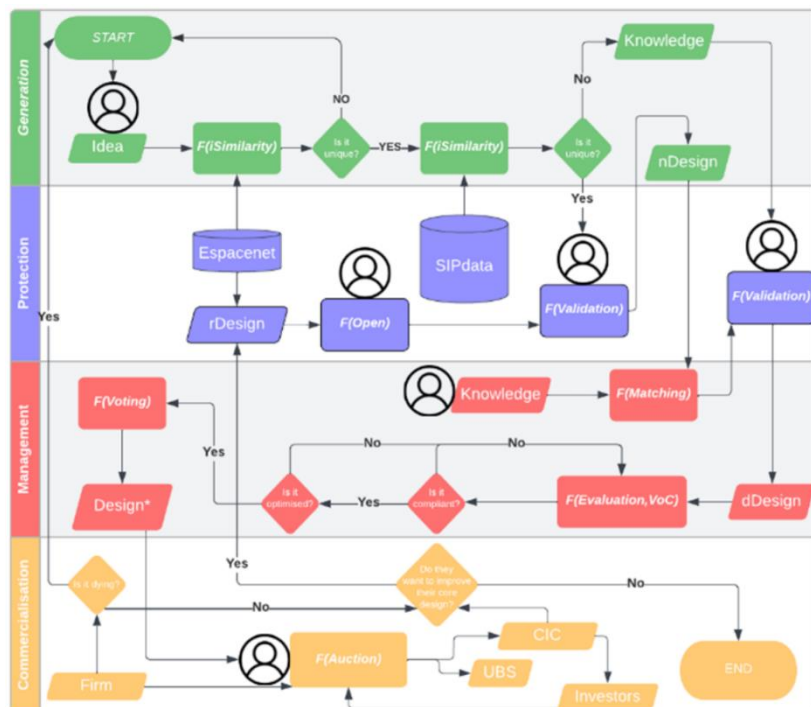 Generation
START
Knowledge
No
NO
Idea
F(iSimilarity)
Is it
unique?
YES
F(iSimilarity)
Is it
unique?
nDesign
Yes
Protection
Espacenet
SIPdata
rDesign
F(Open)
F(Validation)
F(Validation)
Yes
Management
F(Voting)
Knowledge
F(Matching)
No
No
Yes
Design*
Is it
optimised?
Yes
Is it
compliant?
F(Evaluation,VoC)
dDesign
Commercialisation
Yes
Is it dying?
Do they
want to improve
their core
design?
No
No
CIC
F(Auction)
UBS
END
Firm
Investors